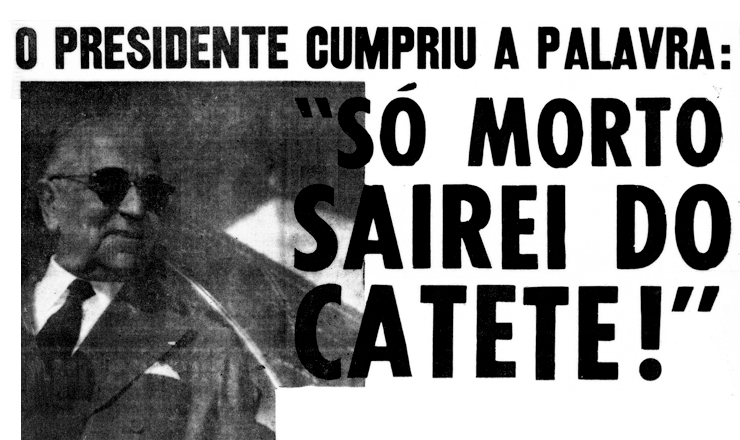 O PRESIDENTE CUMPRIU A PALAVRA:
"SÓ MORTO
SAIREI DO
CATETE!"